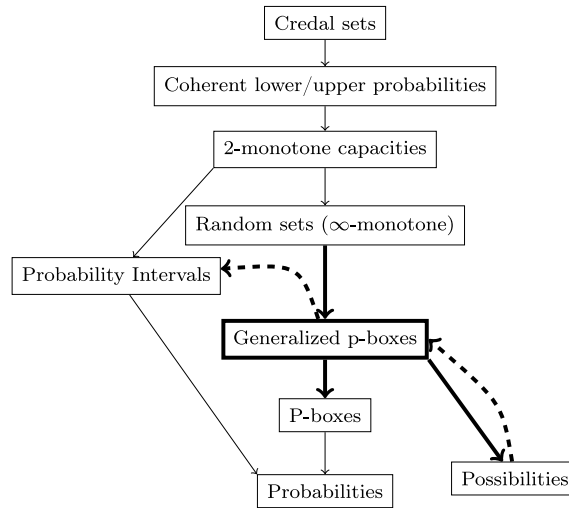 Credal sets
Coherent lower/upper probabilities
2-monotone capacities
Random sets (∞-monotone)
Probability Intervals
Generalized p-boxes
P-boxes
Possibilities
Probabilities